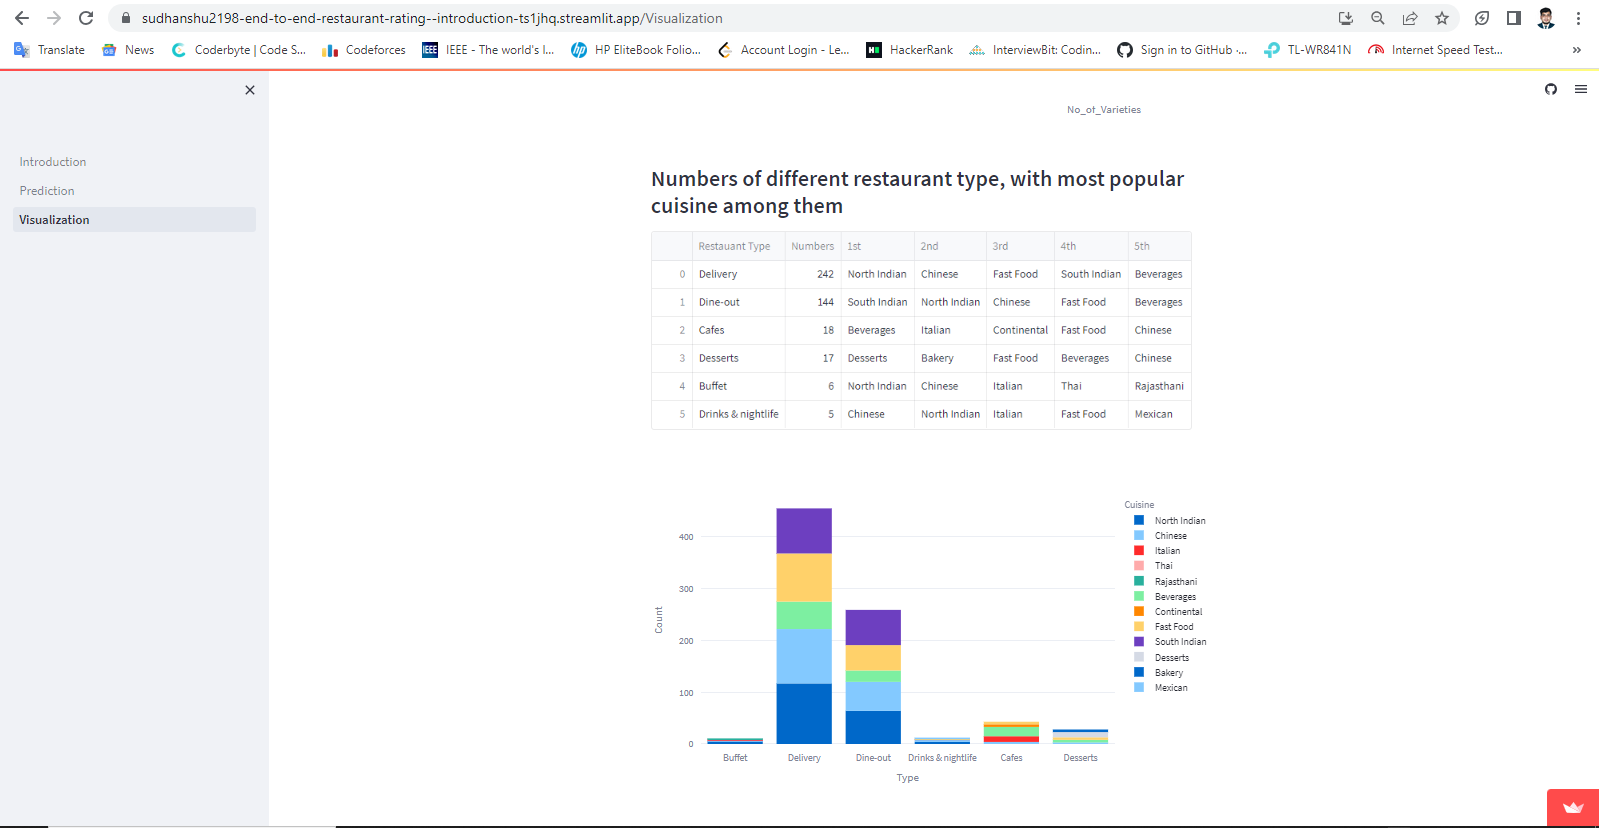 sudhanshu2198-end-to-end-restaurant-rating--introduction-ts1jhq.streamlit.app/Visualization
Translate News Coderbyte | Code S... Codeforces IEEE IEEE - The world's l... hp HP EliteBook Folio... Account Login - Le... HackerRank InterviewBit: Codin... Sign in to GitHub ·... TL-WR841N Internet Speed Test... »
Introduction
Prediction
Visualization
No_of_Varieties
Numbers of different restaurant type, with most popular
cuisine among them
Restauant Type Numbers 1st 2nd 3rd 4th 5th
0 Delivery 242 North Indian Chinese Fast Food South Indian Beverages
1 Dine-out 144 South Indian North Indian Chinese Fast Food Beverages
2 Cafes 18 Beverages Italian Continental Fast Food Chinese
3 Desserts 17 Desserts Bakery Fast Food Beverages Chinese
4 Buffet 6 North Indian Chinese Italian Thai Rajasthani
5 Drinks & nightlife 5 Chinese North Indian Italian Fast Food Mexican
Cuisine
North Indian
Chinese
Italian
Thai
Rajasthani
Beverages
Continental
Fast Food
South Indian
Desserts
Bakery
Mexican
Count
400
300
200
100
0
Buffet Delivery Dine-out Drinks & nightlife Cafes Desserts
Type